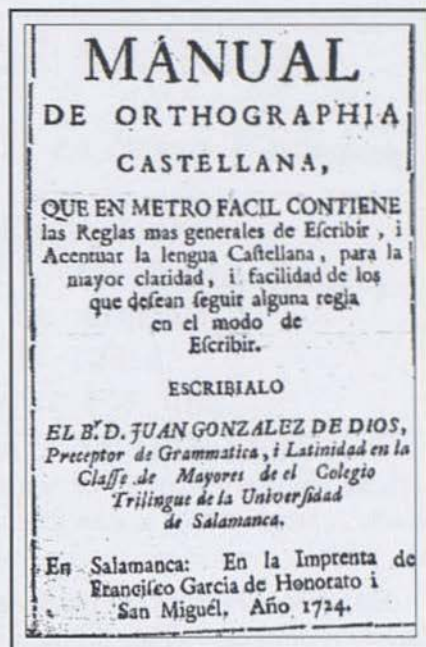 MÁNUAL
DE ORTHOGRAPHIA
CASTELLANA,
QUE EN METRO FACIL CONTIENE
las Reglas mas generales de Eſcribir , i
Acentuar la lengua Caſtellana , para la
mayor claridad, i facilidad de los
que deſean ſeguir alguna regla
en el modo de
Eſcribir.
ESCRIBIALO
EL B.r D. JUAN GONZALEZ DE DIOS,
Preceptor de Grammatica, i Latinidad en la
Claſſe de Mayores de el Colegio
Trilingue de la Univerſidad
de Salamanca.
En Salamanca: En la Imprenta de
Franciſco Garcia de Honorato i
San Miguél, Año 1724.